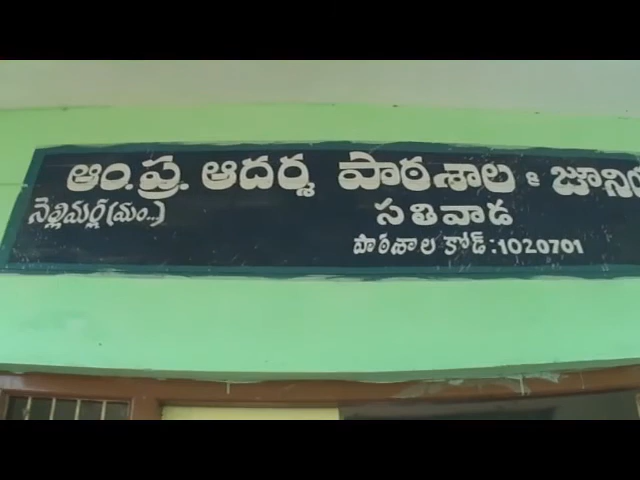 ఆం.ప్ర. ఆదర్శ పాఠశాల & జూని
నెల్లిమర్ల(మం..) సతివాడ
పాఠశాల కోడ్:1020701